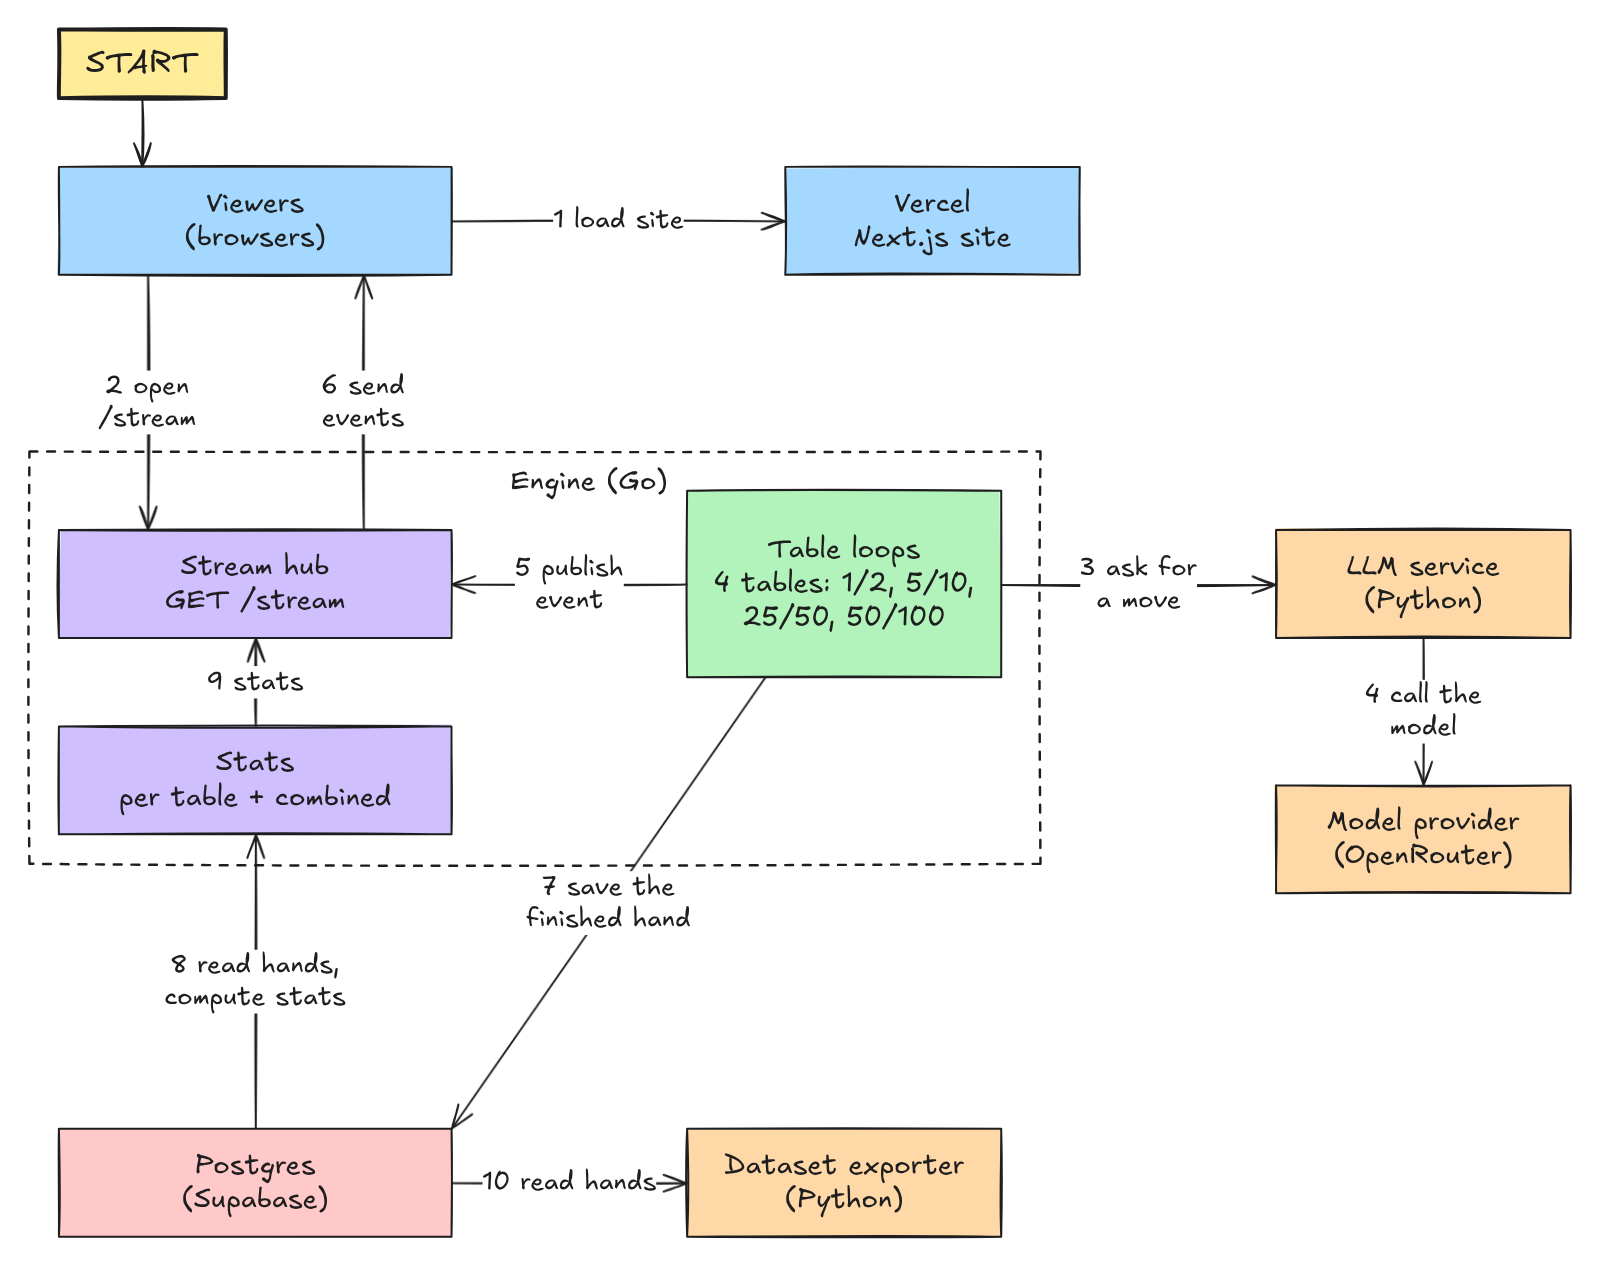 START
Viewers
(browsers)
1 load site
Vercel
Next.js site
2 open
/stream
6 send
events
Engine (Go)
Stream hub
GET /stream
5 publish
event
Table loops
4 tables: 1/2, 5/10,
25/50, 50/100
3 ask for
a move
LLM service
(Python)
9 stats
4 call the
model
Stats
per table + combined
Model provider
(OpenRouter)
7 save the
finished hand
8 read hands,
compute stats
Postgres
(Supabase)
10 read hands
Dataset exporter
(Python)